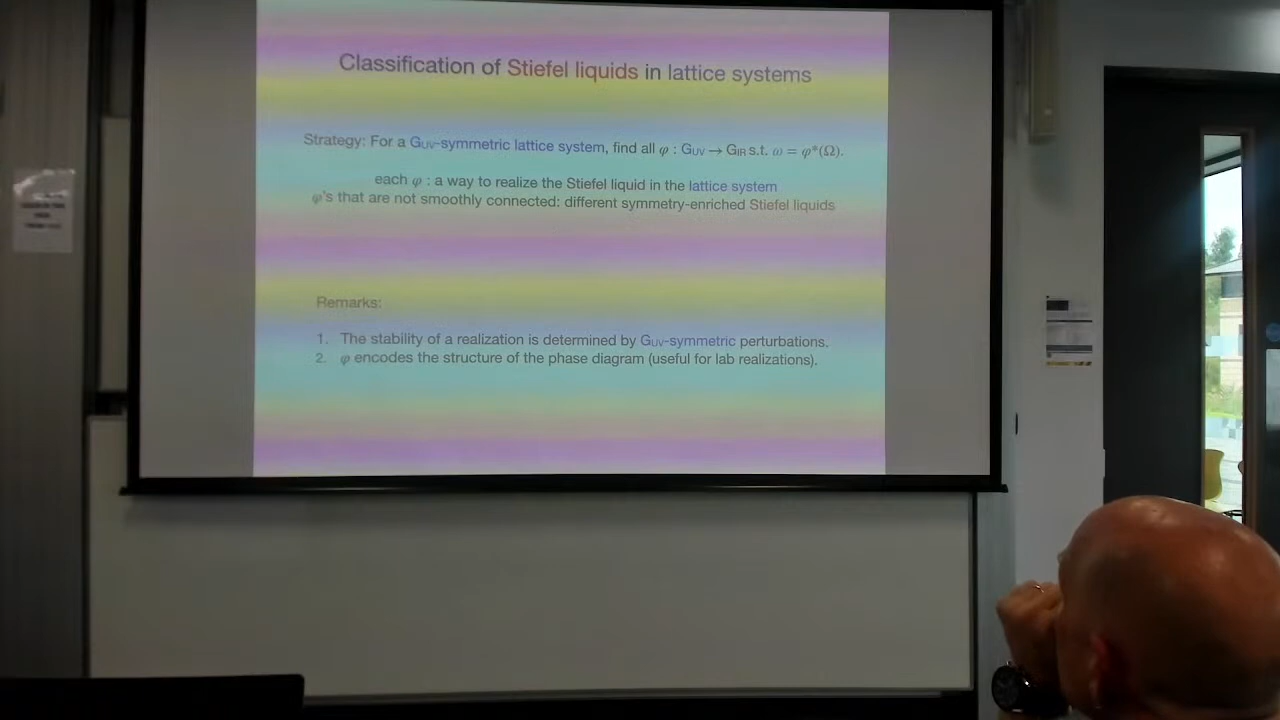 Classification of Stiefel liquids in lattice systems
Strategy: For a GUV-symmetric lattice system, find all φ : GUV → GIR s.t. ω = φ*(Ω).
each φ : a way to realize the Stiefel liquid in the lattice system
φ's that are not smoothly connected: different symmetry-enriched Stiefel liquids
Remarks:
1. The stability of a realization is determined by GUV-symmetric perturbations.
2. φ encodes the structure of the phase diagram (useful for lab realizations).